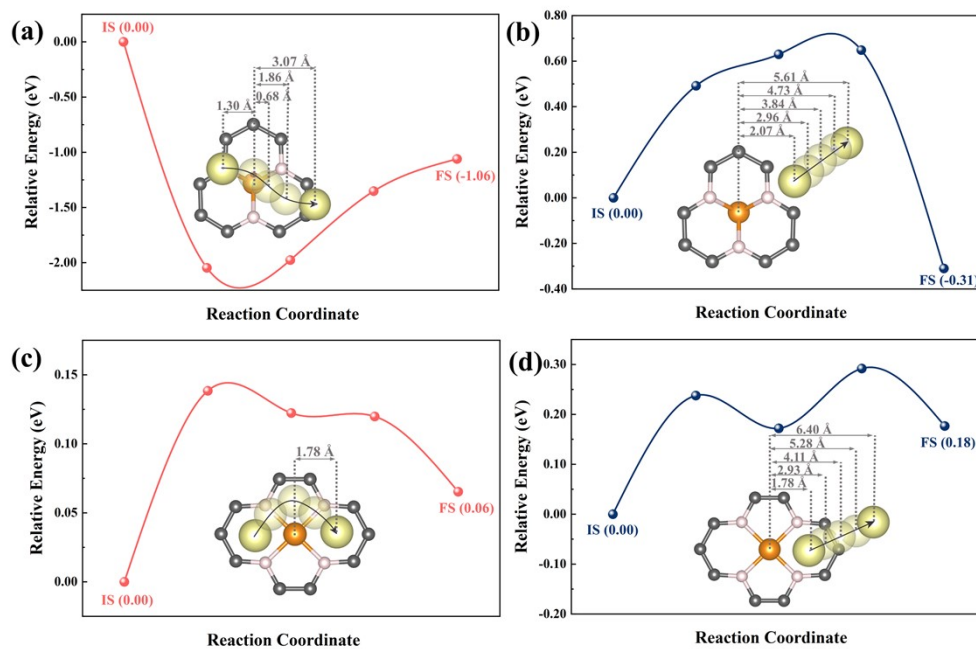 (a)
Relative Energy (eV)
0.00
-0.50
-1.00
-1.50
-2.00
IS (0.00)
3.07 Å
1.86 Å
0.68 Å
1.30 Å
FS (-1.06)
Reaction Coordinate
(b)
Relative Energy (eV)
0.80
0.60
0.40
0.20
0.00
-0.20
-0.40
5.61 Å
4.73 Å
3.84 Å
2.96 Å
2.07 Å
IS (0.00)
FS (-0.31)
Reaction Coordinate
(c)
Relative Energy (eV)
0.15
0.10
0.05
0.00
1.78 Å
FS (0.06)
IS (0.00)
Reaction Coordinate
(d)
Relative Energy (eV)
0.30
0.20
0.10
0.00
-0.10
-0.20
6.40 Å
5.28 Å
4.11 Å
2.93 Å
1.78 Å
FS (0.18)
IS (0.00)
Reaction Coordinate